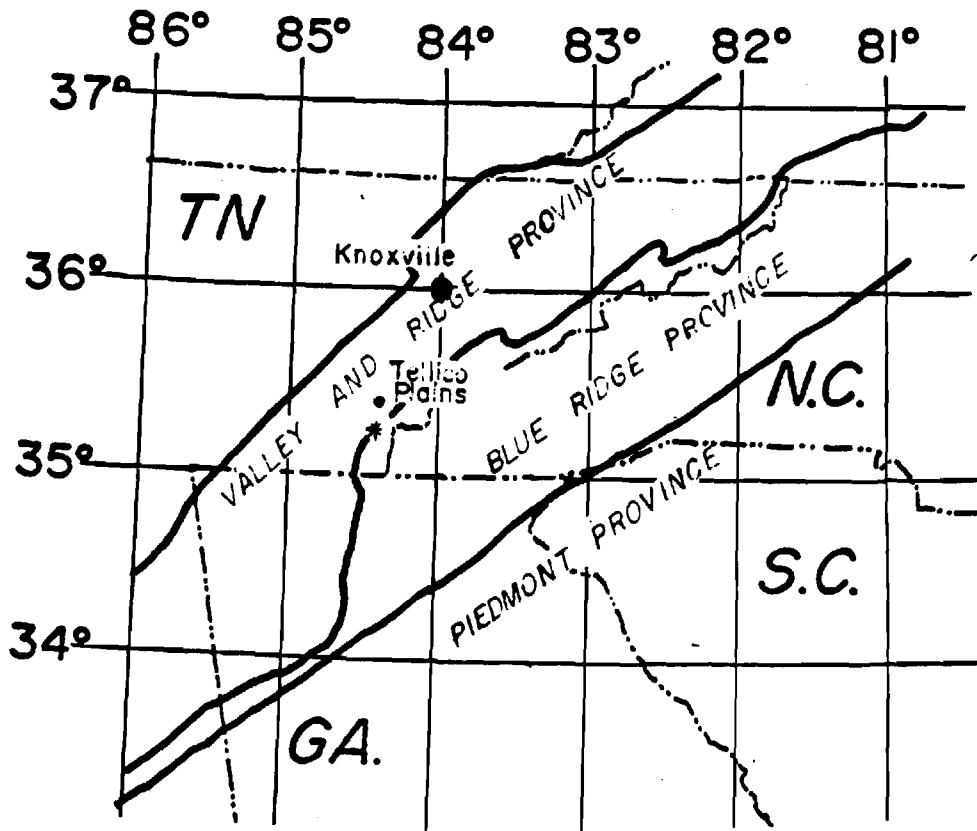 86° 85° 84° 83° 82° 81°
37°
TN
VALLEY AND RIDGE PROVINCE
Knoxville
36°
BLUE RIDGE PROVINCE
Tellico
Plains
*
N.C.
35°
PIEDMONT PROVINCE
S.C.
34°
GA.